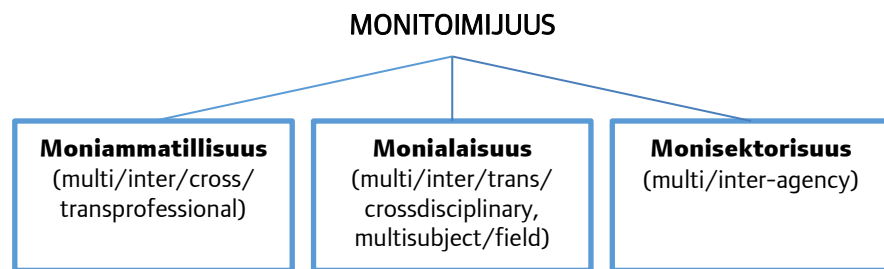 MONITOIMIJUUS
Moniammatillisuus
(multi/inter/cross/
transprofessional)
Monialaisuus
(multi/inter/trans/
crossdisciplinary,
multisubject/field)
Monisektorisuus
(multi/inter-agency)